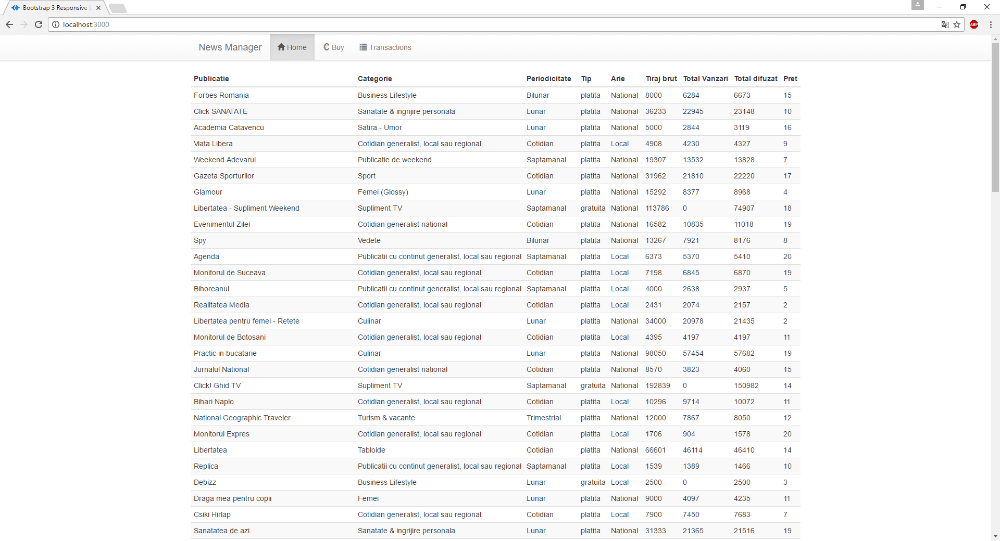 Bootstrap 3 Responsive L
localhost:3000
ABP
News Manager Home € Buy Transactions
Publicatie Categorie Periodicitate Tip Arie Tiraj brut Total Vanzari Total difuzat Pret
Forbes Romania Business Lifestyle Bilunar platita National 8000 6284 6673 15
Click SANATATE Sanatate & ingrijire personala Lunar platita National 36233 22945 23148 10
Academia Catavencu Satira - Umor Lunar platita National 5000 2844 3119 16
Viata Libera Cotidian generalist, local sau regional Cotidian platita Local 4908 4230 4327 9
Weekend Adevarul Publicatie de weekend Saptamanal platita National 19307 13532 13828 7
Gazeta Sporturilor Sport Cotidian platita National 31962 21810 22220 17
Glamour Femei (Glossy) Lunar platita National 15292 8377 8968 4
Libertatea - Supliment Weekend Supliment TV Saptamanal gratuita National 113786 0 74907 18
Evenimentul Zilei Cotidian generalist national Cotidian platita National 16582 10835 11018 19
Spy Vedete Bilunar platita National 13267 7921 8176 8
Agenda Publicatii cu continut generalist, local sau regional Saptamanal platita Local 6373 5370 5410 20
Monitorul de Suceava Cotidian generalist, local sau regional Cotidian platita Local 7198 6845 6870 19
Bihoreanul Publicatii cu continut generalist, local sau regional Saptamanal platita Local 4000 2638 2937 5
Realitatea Media Cotidian generalist, local sau regional Cotidian platita Local 2431 2074 2157 2
Libertatea pentru femei - Retete Culinar Lunar platita National 34000 20978 21435 2
Monitorul de Botosani Cotidian generalist, local sau regional Cotidian platita Local 4395 4197 4197 11
Practic in bucatarie Culinar Lunar platita National 98050 57454 57682 19
Jurnalul National Cotidian generalist national Cotidian platita National 8570 3823 4060 15
Click! Ghid TV Supliment TV Saptamanal gratuita National 192839 0 150982 14
Bihari Naplo Cotidian generalist, local sau regional Cotidian platita Local 10296 9714 10072 11
National Geographic Traveler Turism & vacante Trimestrial platita National 12000 7867 8050 12
Monitorul Expres Cotidian generalist, local sau regional Cotidian platita Local 1706 904 1578 20
Libertatea Tabloide Cotidian platita National 66601 46114 46410 14
Replica Publicatii cu continut generalist, local sau regional Saptamanal platita Local 1539 1389 1466 10
Debizz Business Lifestyle Lunar gratuita Local 2500 0 2500 3
Draga mea pentru copii Femei Lunar platita National 9000 4097 4235 11
Csiki Hirlap Cotidian generalist, local sau regional Cotidian platita Local 7900 7450 7683 7
Sanatatea de azi Sanatate & ingrijire personala Lunar platita National 31333 21365 21516 19